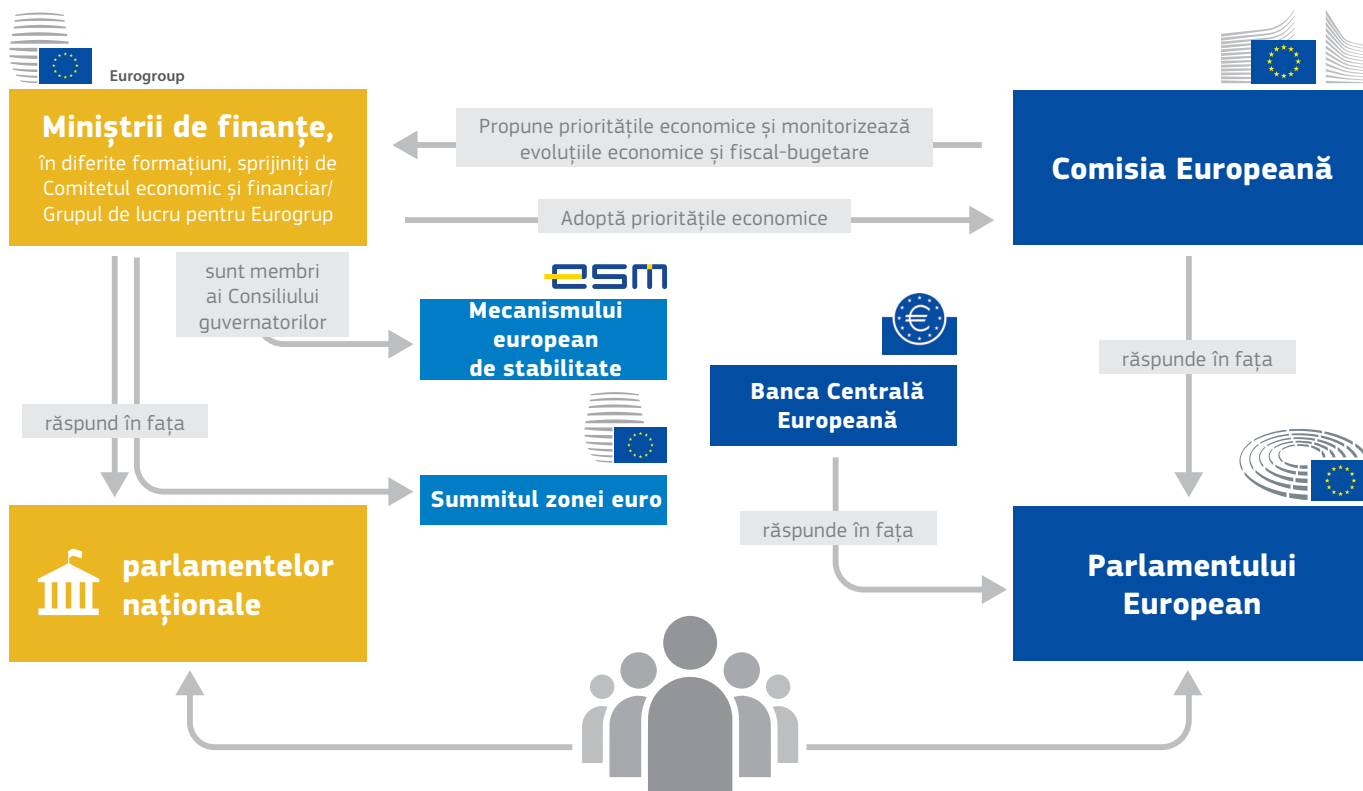 Eurogroup
Miniștrii de finanțe,
în diferite formațiuni, sprijiniți de
Comitetul economic și financiar/
Grupul de lucru pentru Eurogrup
Propune prioritățile economice și monitorizează
evoluțiile economice și fiscal-bugetare
Adoptă prioritățile economice
Comisia Europeană
sunt membri
ai Consiliului
guvernatorilor
esm
Mecanismului
european
de stabilitate
€
Banca Centrală
Europeană
răspunde în fața
răspund în fața
Summitul zonei euro
răspunde în fața
parlamentelor
naționale
Parlamentului
European